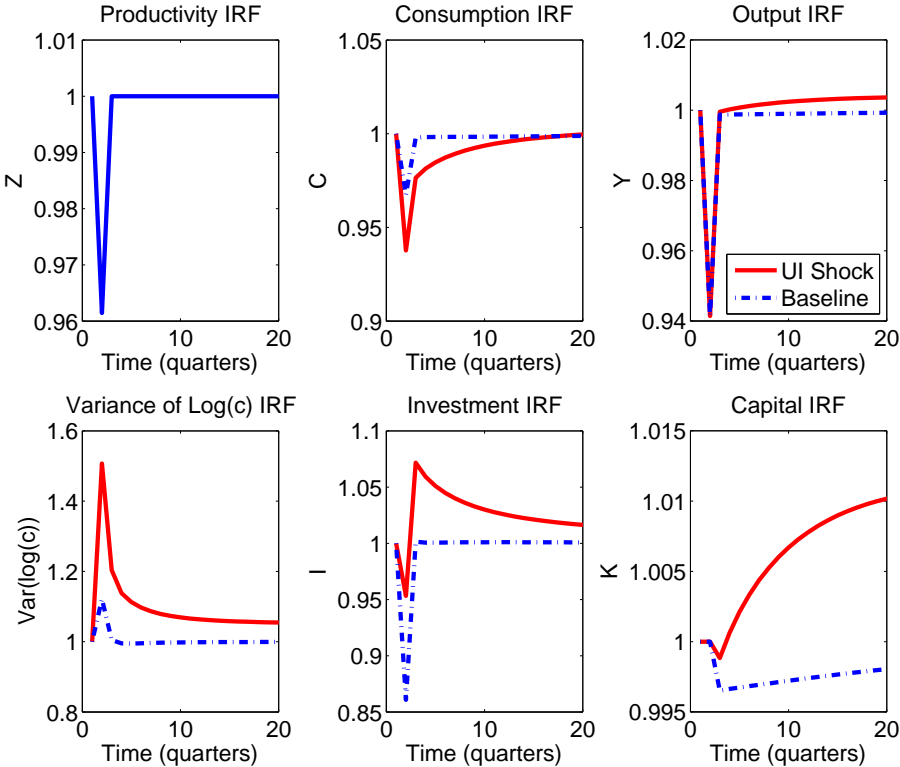 Productivity IRF
1.01
1
0.99
0.98
0.97
0.96
Z
0 10 20
Time (quarters)
Consumption IRF
1.05
1
0.95
0.9
C
0 10 20
Time (quarters)
Output IRF
1.02
1
0.98
0.96
0.94
Y
UI Shock
Baseline
0 10 20
Time (quarters)
Variance of Log(c) IRF
1.6
1.4
1.2
1
0.8
Var(log(c))
0 10 20
Time (quarters)
Investment IRF
1.1
1.05
1
0.95
0.9
0.85
I
0 10 20
Time (quarters)
Capital IRF
1.015
1.01
1.005
1
0.995
K
0 10 20
Time (quarters)